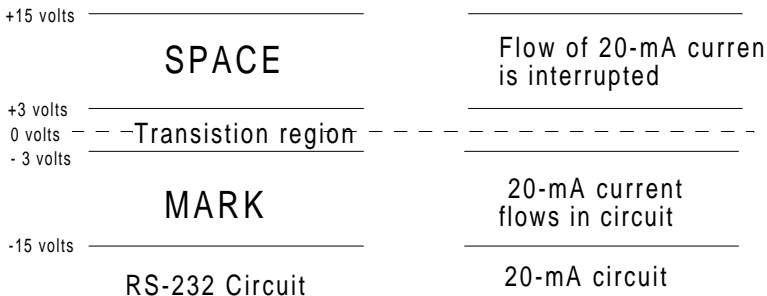 +15 volts
SPACE
Flow of 20-mA curren
is interrupted
+3 volts
0 volts
Transistion region
- 3 volts
MARK
20-mA current
flows in circuit
-15 volts
RS-232 Circuit
20-mA circuit